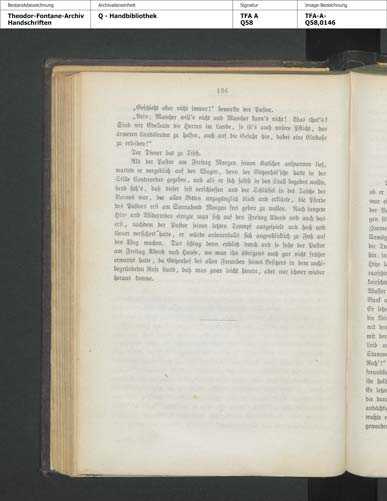 Bestandsbezeichnung
Archivalieneinheit
Signatur
Image-Bezeichnung
Theodor-Fontane-Archiv
Handschriften
Q - Handbibliothek
TFA A
Q58
TFA-A-
Q58,0146
136
„Geschieht aber nicht immer!“ bemerkte der Pastor.
„Nein; Mancher will's nicht und Mancher kann's nicht! Was thut's?
Sind wir Edelleute die Herren im Lande, so ist's auch unsere Pflicht, den
ärmeren Landsleuten zu helfen, auch auf die Gefahr hin, dabei eine Einbuße
zu erleiden!“
Der Diener bat zu Tisch.
Als der Pastor am Freitag Morgen seinen Kutscher anspannen ließ,
wartete er vergeblich auf den Wagen, denn der hatte in der
Stille Contreordre gegeben, und als er sich selbst in den Stall begeben wollte,
fand sich's, daß dieser fest verschlossen und der Schlüssel in der Tasche des
Barons war, der allen Bitten unzugänglich blieb und erklärte, die Pferde
des Pastors erst am Sonnabend Morgen frei geben zu wollen. Nach langem
Hin- und Widerreden einigte man sich auf den Freitag Abend und auch das
erst, nachdem der Pastor seinen letzten Trumpf ausgespielt und hoch und
theuer versichert hatte, er würde andernfalls sich augenblicklich zu Fuß auf
den Weg machen. Das schlug denn endlich durch und so fuhr der Pastor
am Freitag Abend nach Hause, wo man ihn übrigens auch gar nicht früher
erwartet hatte, da bei allen Freunden seines Besitzers in dem wohl-
begründeten Rufe stand, daß man zwar leicht hinein, aber nur schwer wieder
heraus komme.